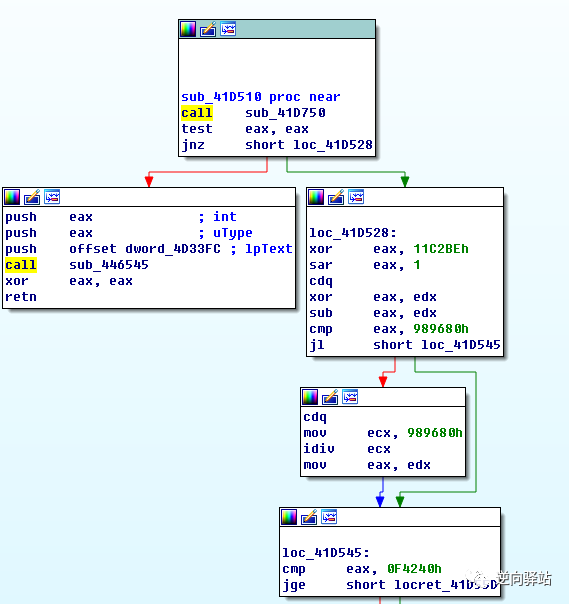 sub_41D510 proc near
call sub_41D750
test eax, eax
jnz short loc_41D528
push eax ; int
push eax ; uType
push offset dword_4D33FC ; lpText
call sub_446545
xor eax, eax
retn
loc_41D528:
xor eax, 11C2BEh
sar eax, 1
cdq
xor eax, edx
sub eax, edx
cmp eax, 989680h
jl short loc_41D545
cdq
mov ecx, 989680h
idiv ecx
mov eax, edx
loc_41D545:
cmp eax, 0F4240h
jge short
逆向驿站